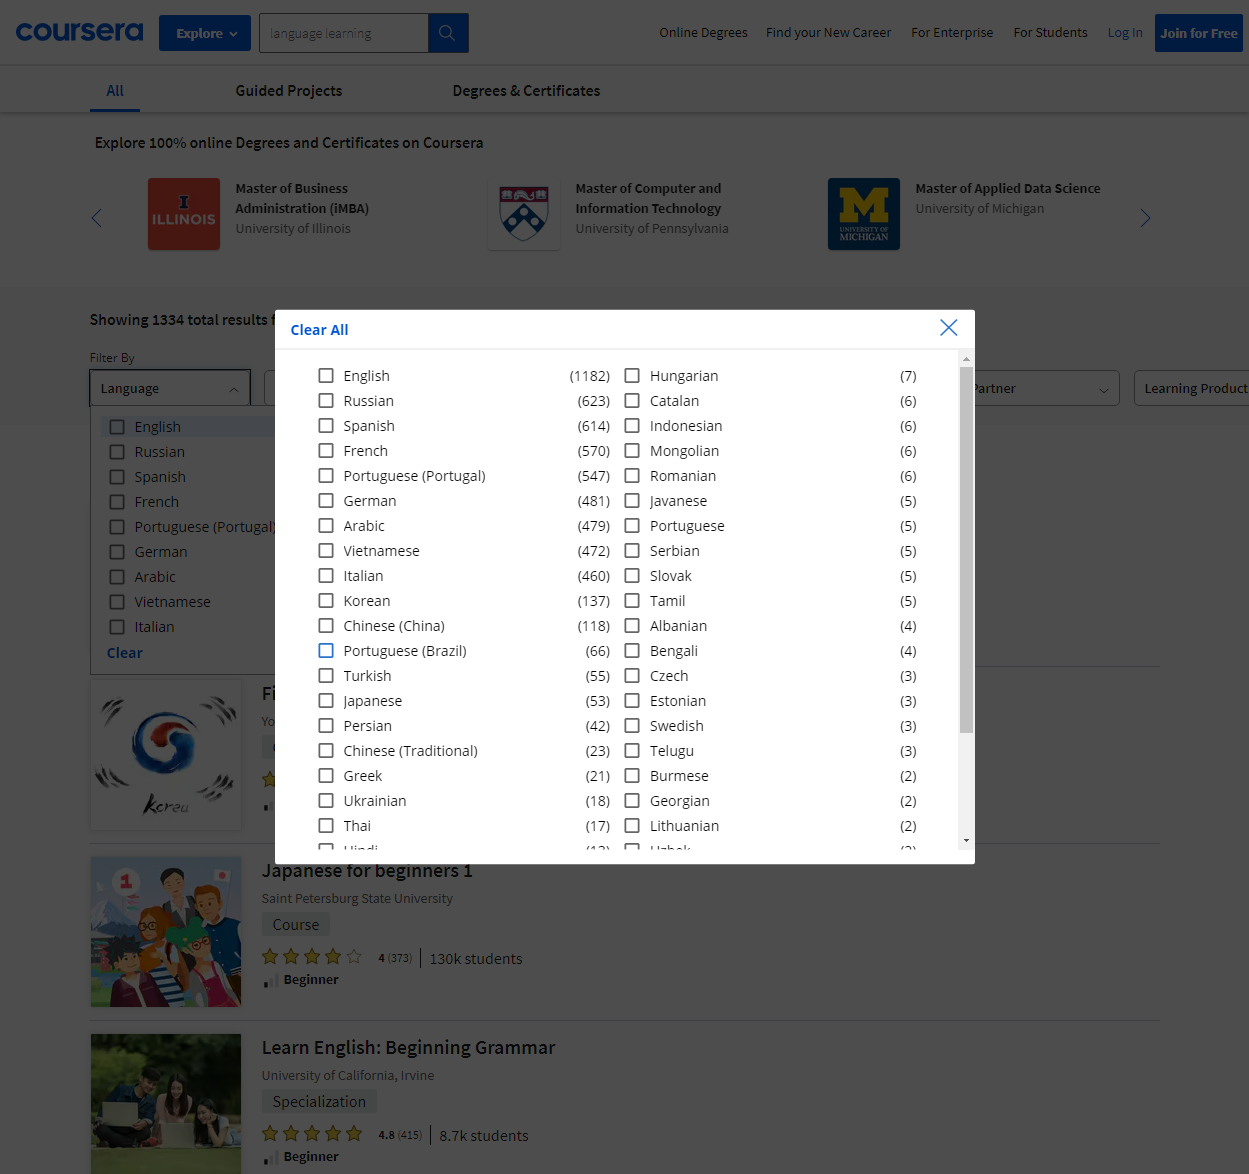 coursera
Explore
language learning
Online Degrees
Find your New Career
For Enterprise
For Students
Log In
Join for Free
All
Guided Projects
Degrees & Certificates
Explore 100% online Degrees and Certificates on Coursera
I
ILLINOIS
Master of Business
Administration (iMBA)
University of Illinois
Master of Computer and
Information Technology
University of Pennsylvania
M
UNIVERSITY OF
MICHIGAN
Master of Applied Data Science
University of Michigan
Showing 1334 total results f
Filter By
Language
Partner
Learning Product
English
Russian
Spanish
French
Portuguese (Portugal)
German
Arabic
Vietnamese
Italian
Clear
Clear All
English (1182)
Russian (623)
Spanish (614)
French (570)
Portuguese (Portugal) (547)
German (481)
Arabic (479)
Vietnamese (472)
Italian (460)
Korean (137)
Chinese (China) (118)
Portuguese (Brazil) (66)
Turkish (55)
Japanese (53)
Persian (42)
Chinese (Traditional) (23)
Greek (21)
Ukrainian (18)
Thai (17)
Hungarian (7)
Catalan (6)
Indonesian (6)
Mongolian (6)
Romanian (6)
Javanese (5)
Portuguese (5)
Serbian (5)
Slovak (5)
Tamil (5)
Albanian (4)
Bengali (4)
Czech (3)
Estonian (3)
Swedish (3)
Telugu (3)
Burmese (2)
Georgian (2)
Lithuanian (2)
Fi
Yo
Korea
Japanese for beginners 1
Saint Petersburg State University
Course
4 (373)
130k students
Beginner
1
Learn English: Beginning Grammar
University of California, Irvine
Specialization
4.8 (415)
8.7k students
Beginner